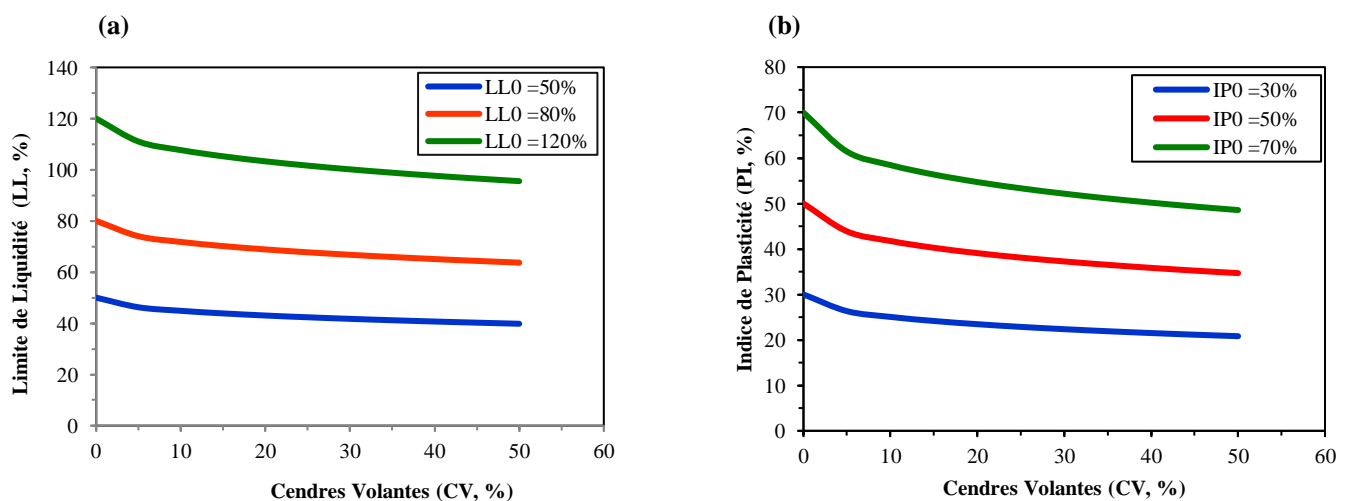 (a)
140
120
100
80
60
40
20
0
0 10 20 30 40 50 60
Limite de Liquidité (LL, %)
Cendres Volantes (CV, %)
LL0 =50%
LL0 =80%
LL0 =120%
(b)
80
70
60
50
40
30
20
10
0
0 10 20 30 40 50 60
Indice de Plasticité (PI, %)
Cendres Volantes (CV, %)
IP0 =30%
IP0 =50%
IP0 =70%